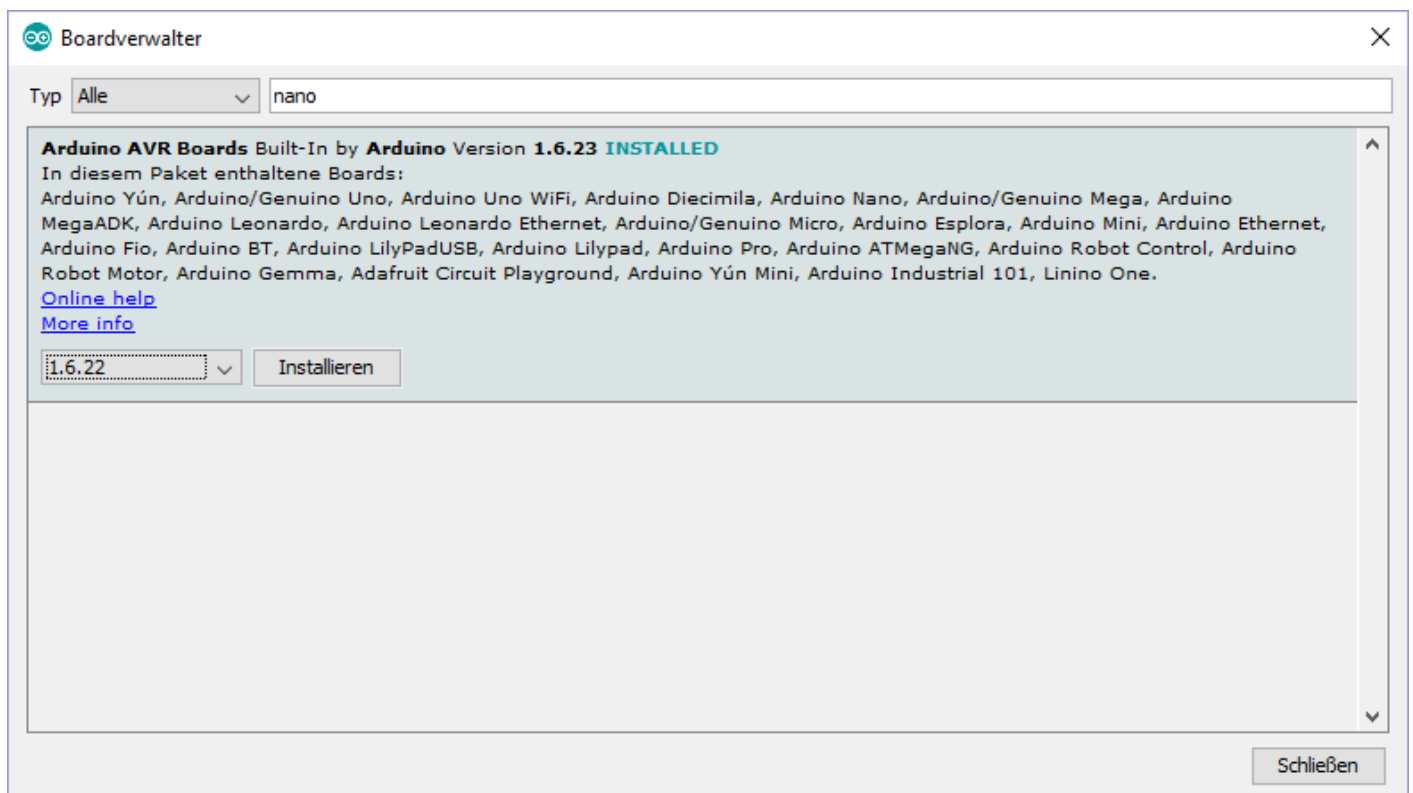 Boardverwalter
Typ Alle nano
Arduino AVR Boards Built-In by Arduino Version 1.6.23 INSTALLED
In diesem Paket enthaltene Boards:
Arduino Yún, Arduino/Genuino Uno, Arduino Uno WiFi, Arduino Diecimila, Arduino Nano, Arduino/Genuino Mega, Arduino
MegaADK, Arduino Leonardo, Arduino Leonardo Ethernet, Arduino/Genuino Micro, Arduino Esplora, Arduino Mini, Arduino Ethernet,
Arduino Fio, Arduino BT, Arduino LilyPadUSB, Arduino Lilypad, Arduino Pro, Arduino ATMegaNG, Arduino Robot Control, Arduino
Robot Motor, Arduino Gemma, Adafruit Circuit Playground, Arduino Yún Mini, Arduino Industrial 101, Linino One.
Online help
More info
1.6.22 Installieren
Schließen